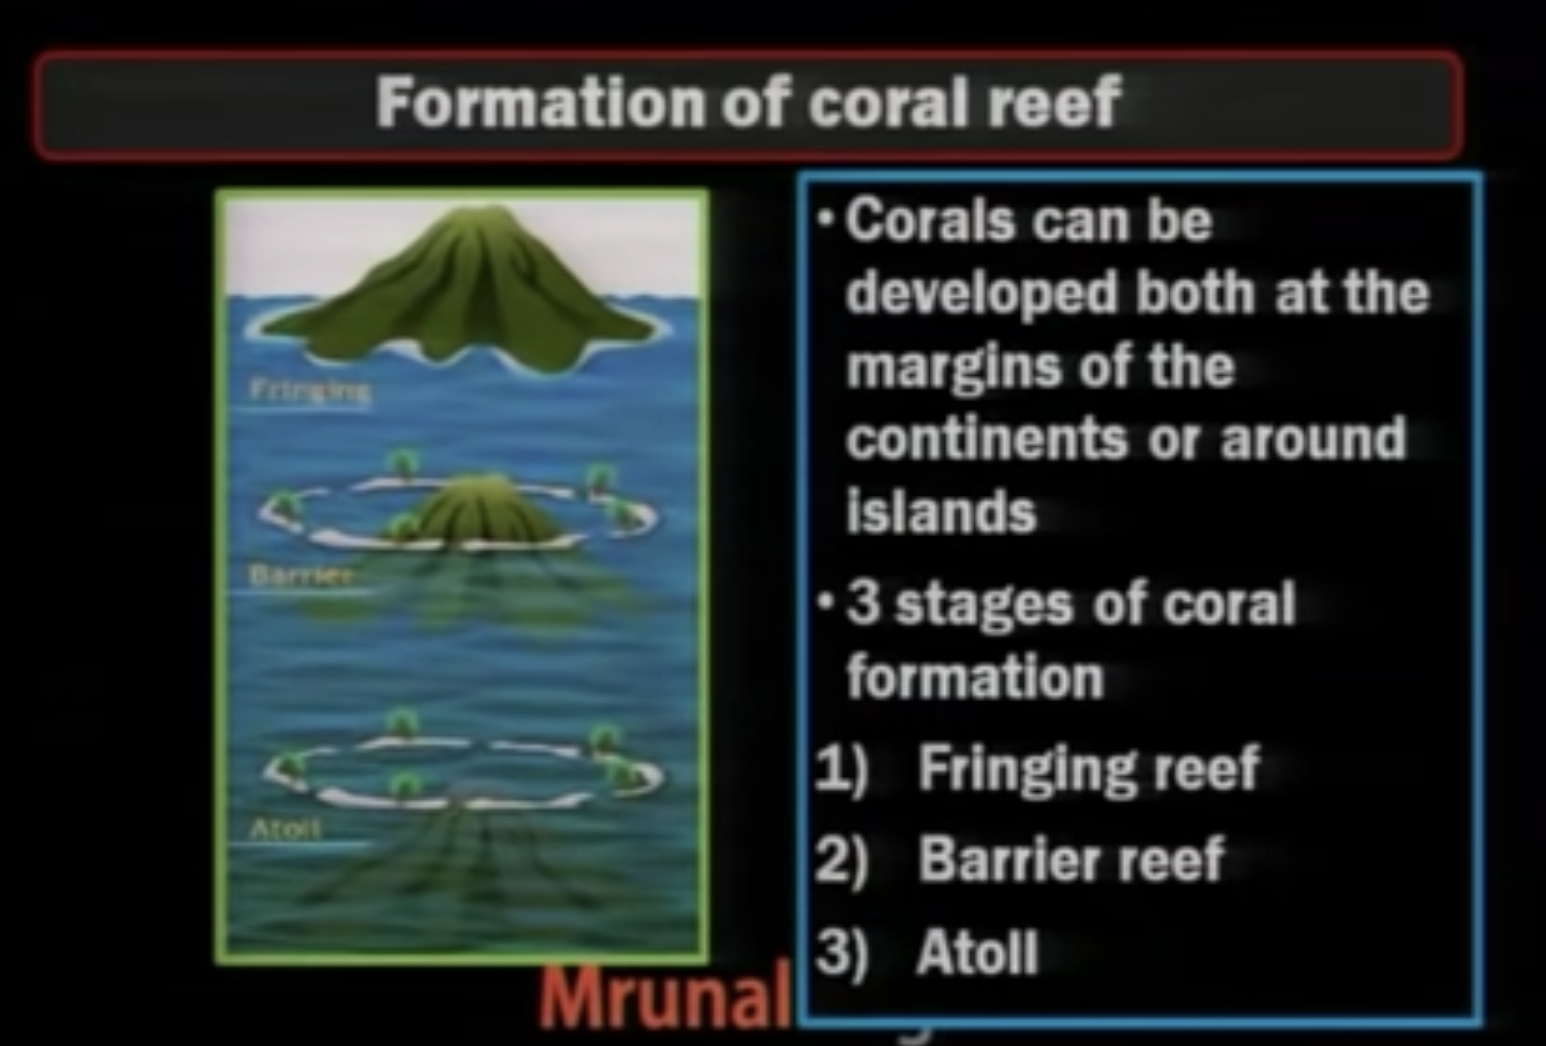 Formation of coral reef
Fringing
Barrier
Atoll
• Corals can be
developed both at the
margins of the
continents or around
islands
• 3 stages of coral
formation
1) Fringing reef
2) Barrier reef
3) Atoll
Mrunal